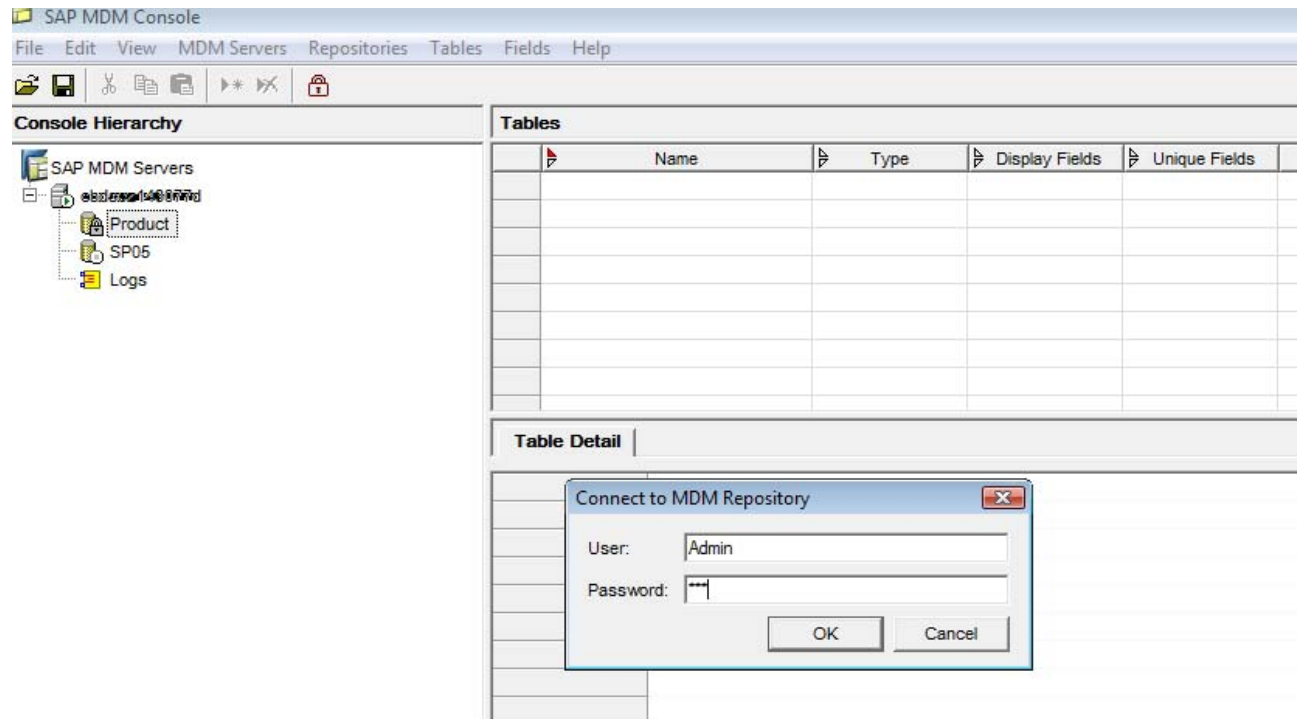 SAP MDM Console
File Edit View MDM Servers Repositories Tables Fields Help
Console Hierarchy
Tables
SAP MDM Servers
Product
SP05
Logs
Name Type Display Fields Unique Fields
Table Detail
Connect to MDM Repository
User: Admin
Password: ***
OK Cancel